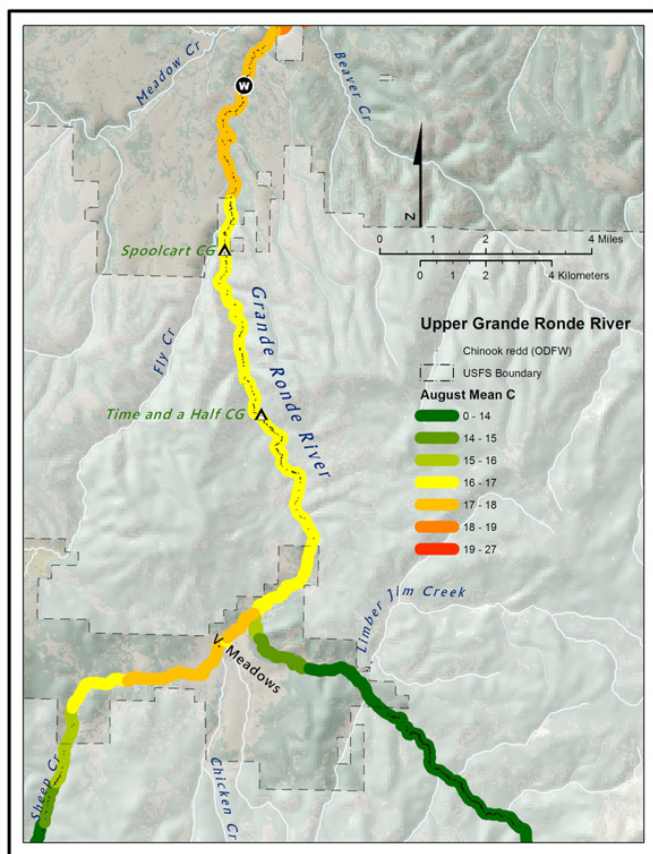 Meadow Cr
Beaver Cr
W
N
Spoolcart CG
0 2 4 Miles
0 1 2 4 Kilometers
Grande Ronde River
Fly Cr
Upper Grande Ronde River
Chinook redd (ODFW)
USFS Boundary
August Mean C
0 - 14
14 - 15
15 - 16
16 - 17
17 - 18
18 - 19
19 - 27
Time and a Half CG
Limber Jim Creek
V. Meadows
Sheep Cr
Chicken Cr